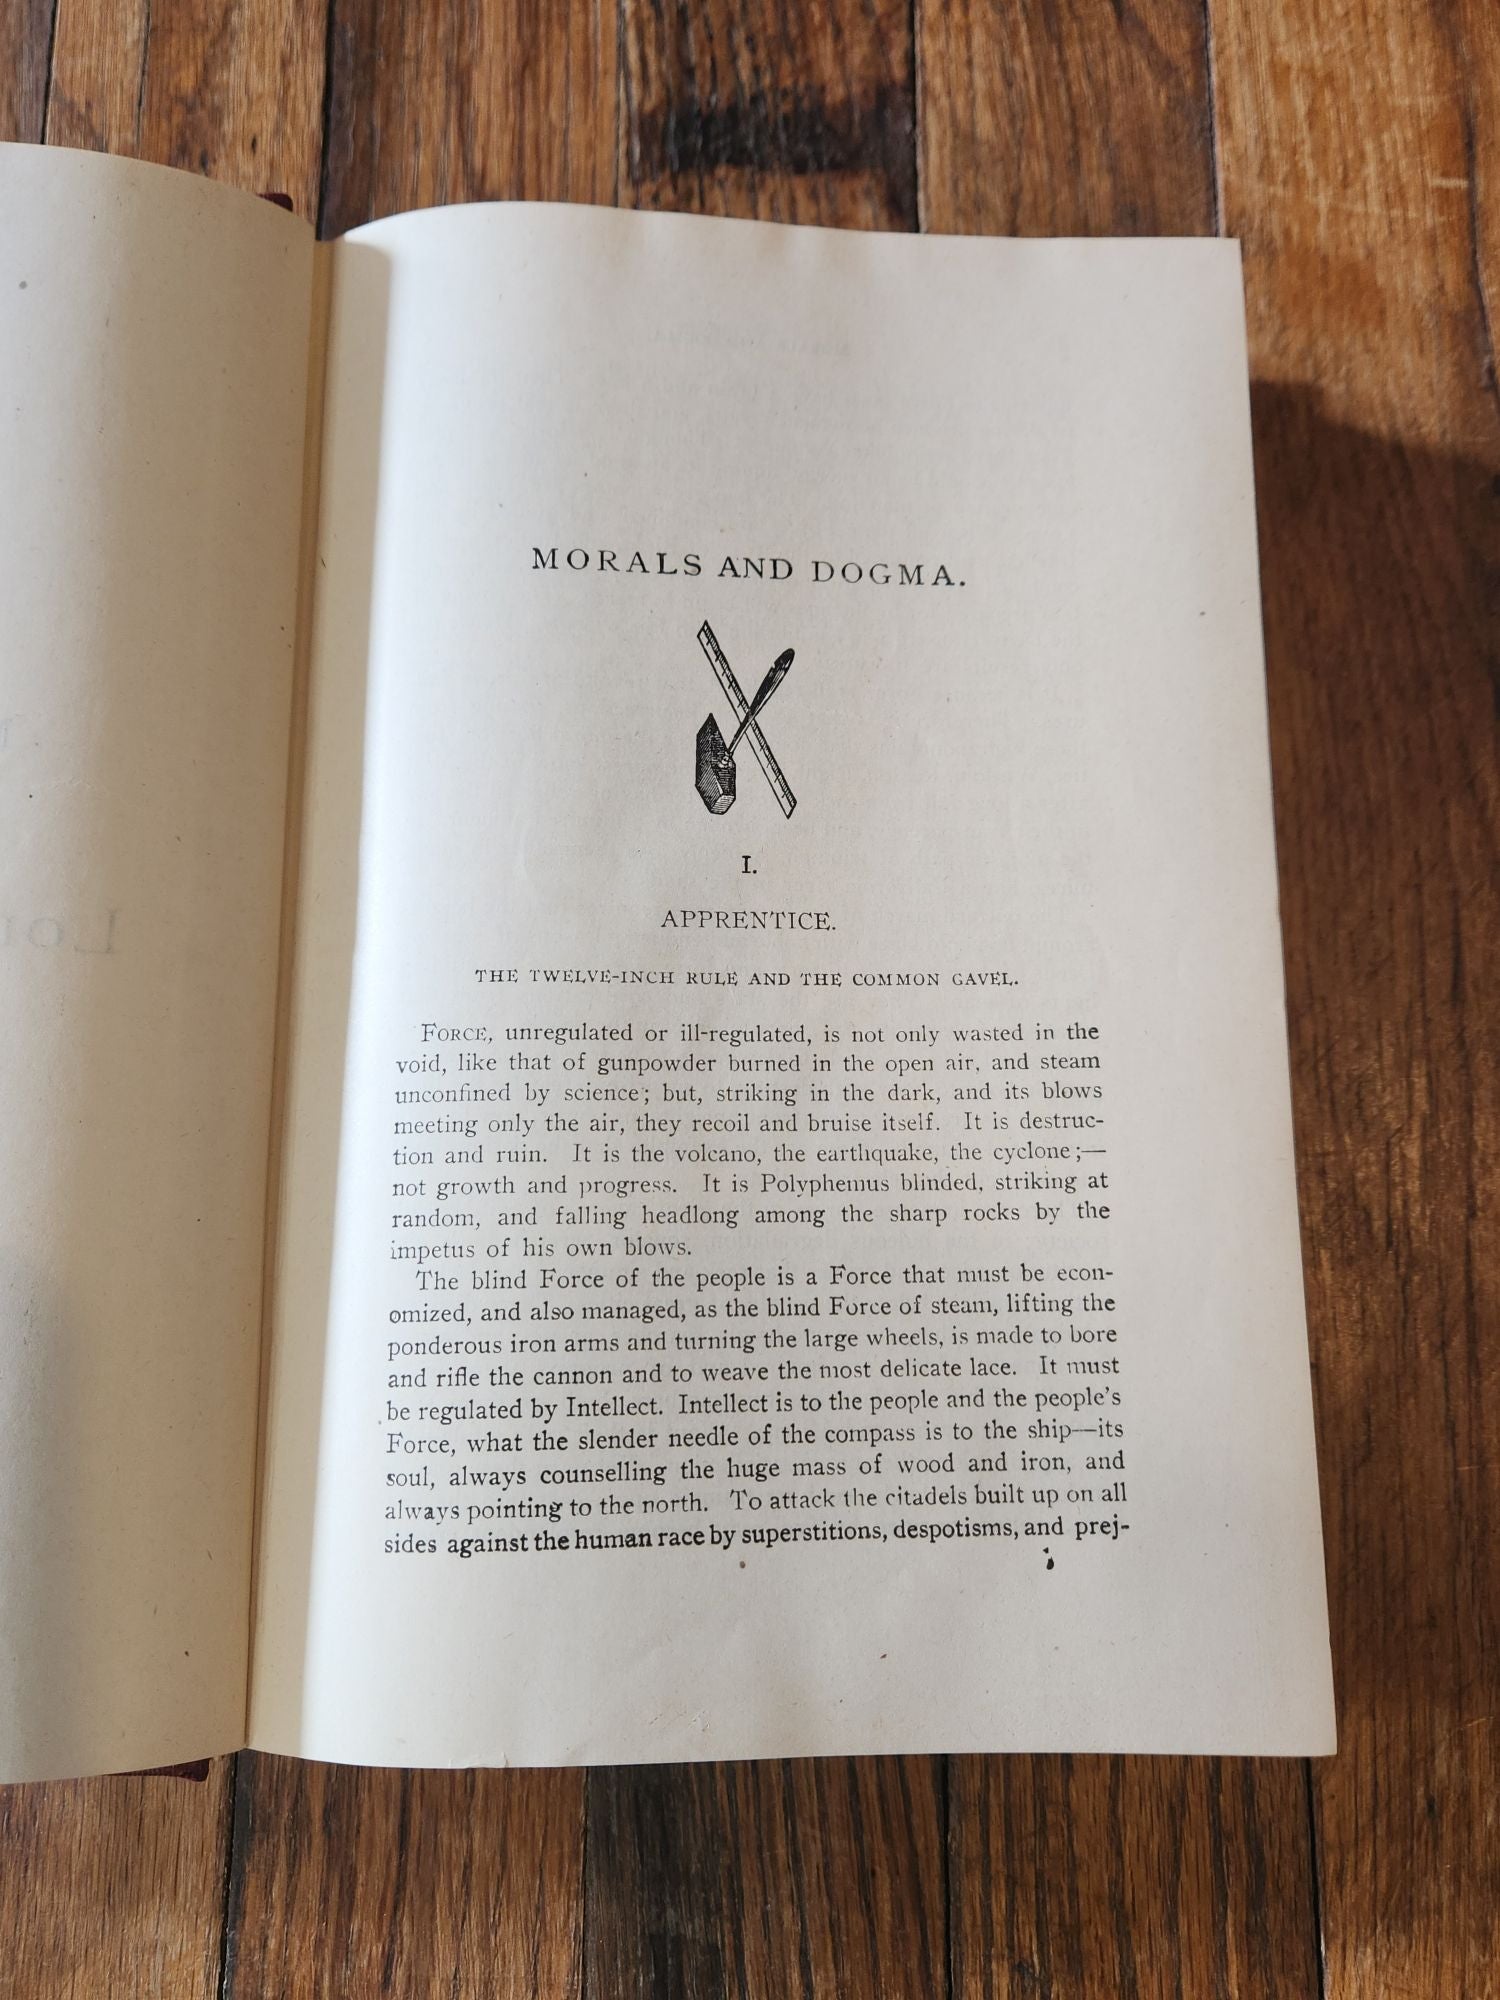 MORALS AND DOGMA.
I.
APPRENTICE.
THE TWELVE-INCH RULE AND THE COMMON GAVEL.
FORCE, unregulated or ill-regulated, is not only wasted in the
void, like that of gunpowder burned in the open air, and steam
unconfined by science; but, striking in the dark, and its blows
meeting only the air, they recoil and bruise itself. It is destruc-
tion and ruin. It is the volcano, the earthquake, the cyclone;—
not growth and progress. It is Polyphemus blinded, striking at
random, and falling headlong among the sharp rocks by the
impetus of his own blows.
The blind Force of the people is a Force that must be econ-
omized, and also managed, as the blind Force of steam, lifting the
ponderous iron arms and turning the large wheels, is made to bore
and rifle the cannon and to weave the most delicate lace. It must
be regulated by Intellect. Intellect is to the people and the people's
Force, what the slender needle of the compass is to the ship—its
soul, always counselling the huge mass of wood and iron, and
always pointing to the north. To attack the citadels built up on all
sides against the human race by superstitions, despotisms, and prej-